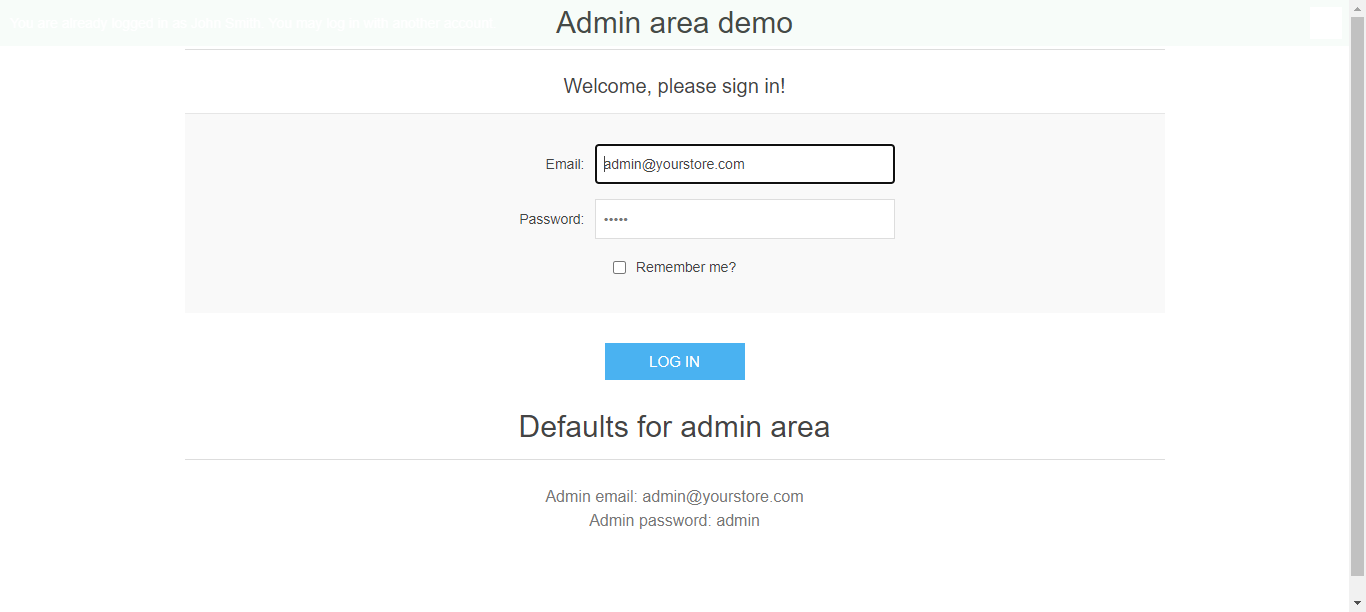 You are already logged in as John Smith. You may log in with another account.
Admin area demo
Welcome, please sign in!
Email: admin@yourstore.com
Password: •••••
Remember me?
LOG IN
Defaults for admin area
Admin email: admin@yourstore.com
Admin password: admin